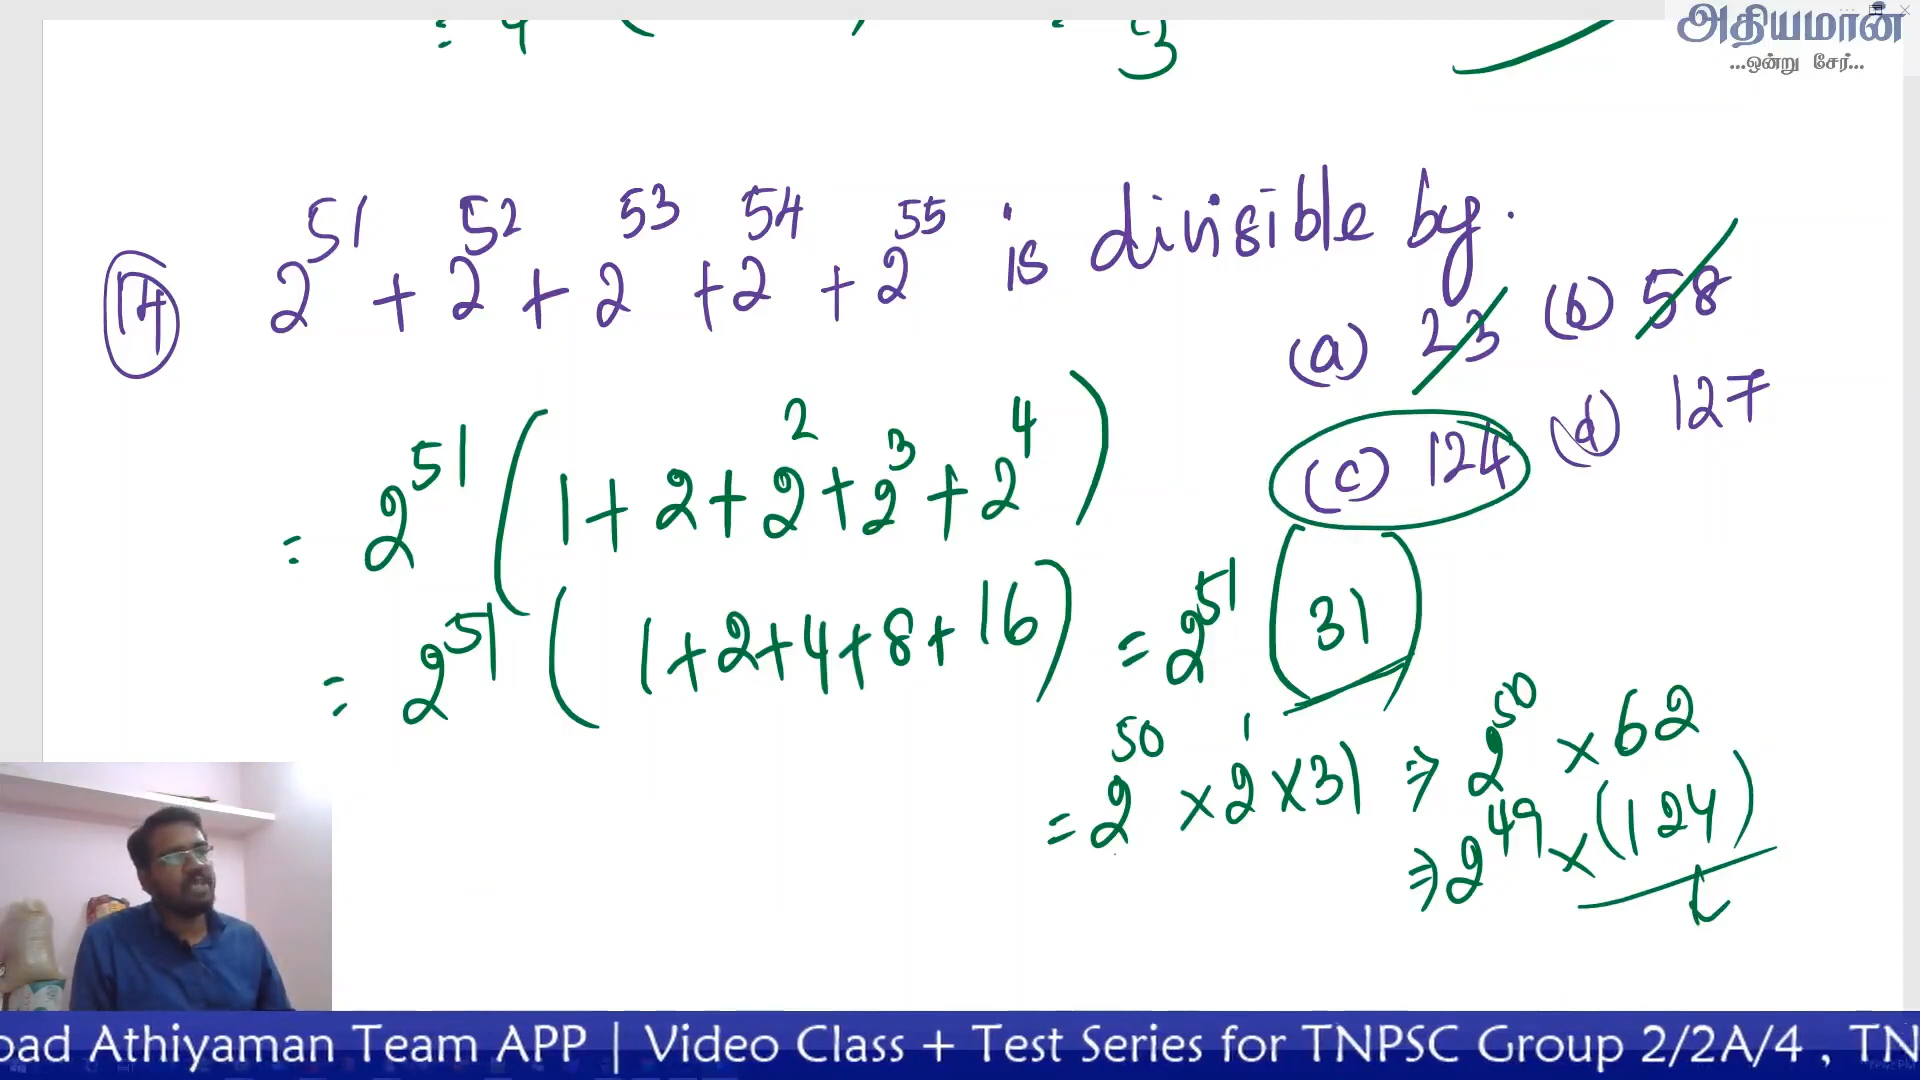 அதியமான்
...ஒன்று சேர்...
3
14 2^51 + 2^52 + 2^53 + 2^54 + 2^55 is divisible by.
(a) 23 (b) 58
(c) 124 (d) 127
= 2^51 (1 + 2 + 2^2 + 2^3 + 2^4)
= 2^51 (1+2+4+8+16) = 2^51 (31)
= 2^50 × 2^1 × 31 ⇒ 2^50 × 62
⇒ 2^49 × (124)
oad Athiyaman Team APP | Video Class + Test Series for TNPSC Group 2/2A/4 , TN